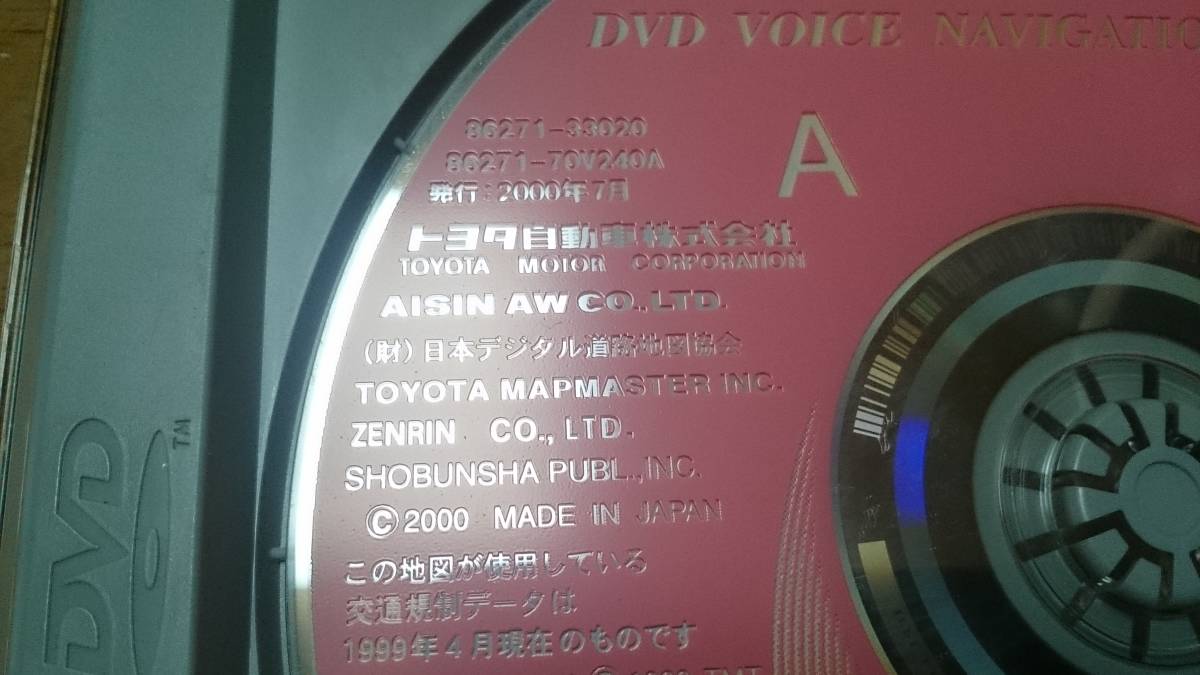 DVD VOICE NAVIGATIO
86271-33020
86271-70V240A
A
発行:2000年7月
トヨタ自動車株式会社
TOYOTA MOTOR CORPORATION
AISIN AW CO., LTD.
(財)日本デジタル道路地図協会
TOYOTA MAPMASTER INC.
ZENRIN CO., LTD.
SHOBUNSHA PUBL., INC.
©2000 MADE IN JAPAN
この地図が使用している
交通規制データは
1999年4月現在のものです
DVD™